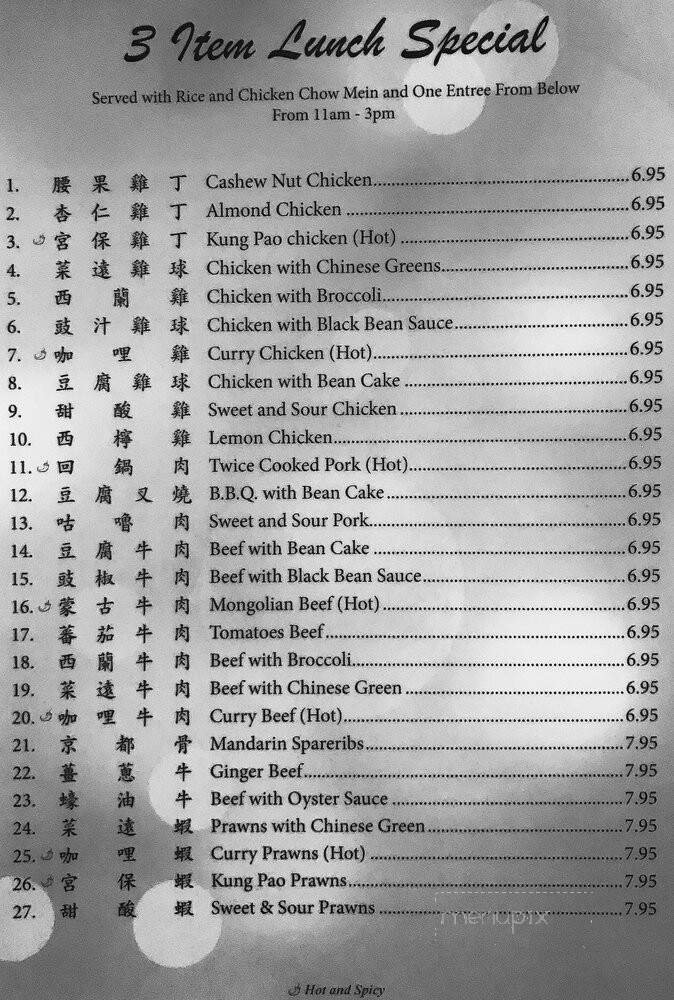 3 Item Lunch Special
Served with Rice and Chicken Chow Mein and One Entree From Below
From 11am - 3pm
1. 腰果雞丁 Cashew Nut Chicken 6.95
2. 杏仁雞丁 Almond Chicken 6.95
3. 宮保雞丁 Kung Pao chicken (Hot) 6.95
4. 菜遠雞球 Chicken with Chinese Greens 6.95
5. 西蘭雞 Chicken with Broccoli 6.95
6. 豉汁雞球 Chicken with Black Bean Sauce 6.95
7. 咖哩雞 Curry Chicken (Hot) 6.95
8. 豆腐雞球 Chicken with Bean Cake 6.95
9. 甜酸雞 Sweet and Sour Chicken 6.95
10. 西檸雞 Lemon Chicken 6.95
11. 回鍋肉 Twice Cooked Pork (Hot) 6.95
12. 豆腐叉燒 B.B.Q. with Bean Cake 6.95
13. 咕嚕肉 Sweet and Sour Pork 6.95
14. 豆腐牛肉 Beef with Bean Cake 6.95
15. 豉椒牛肉 Beef with Black Bean Sauce 6.95
16. 蒙古牛肉 Mongolian Beef (Hot) 6.95
17. 蕃茄牛肉 Tomatoes Beef 6.95
18. 西蘭牛肉 Beef with Broccoli 6.95
19. 菜遠牛肉 Beef with Chinese Green 6.95
20. 咖哩牛肉 Curry Beef (Hot) 6.95
21. 京都骨 Mandarin Spareribs 7.95
22. 薑蔥牛 Ginger Beef 7.95
23. 蠔油牛 Beef with Oyster Sauce 7.95
24. 菜遠蝦 Prawns with Chinese Green 7.95
25. 咖哩蝦 Curry Prawns (Hot) 7.95
26. 宮保蝦 Kung Pao Prawns 7.95
27. 甜酸蝦 Sweet & Sour Prawns 7.95
menupix
Hot and Spicy